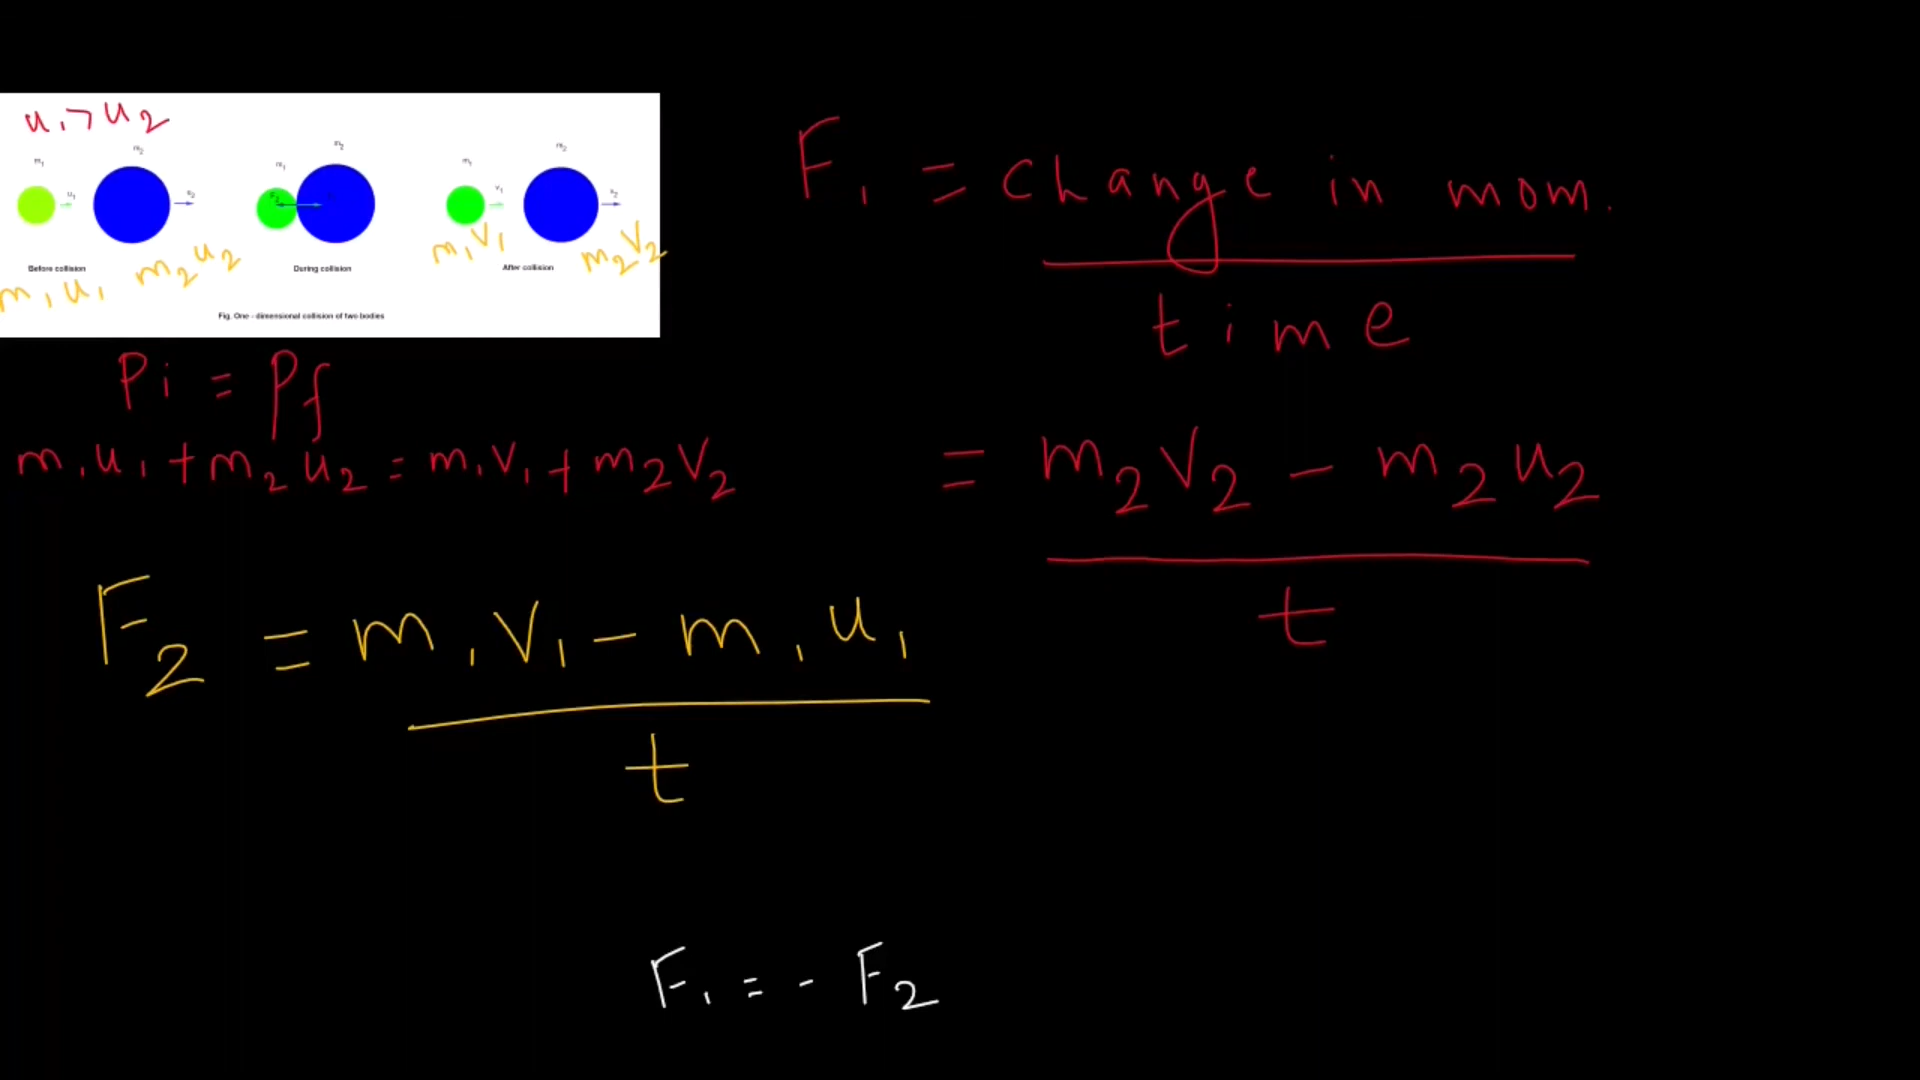 u₁ > u₂
m₁ m₂ m₁ m₂ m₁ m₂
u₁ u₂ v₁
m₁u₁ m₂u₂ m₁v₁ m₂v₂
Before collision During collision After collision
Fig. One - dimensional collision of two bodies
Pi = Pf
m₁u₁ + m₂u₂ = m₁v₁ + m₂v₂
F₁ = change in mom.
time
= m₂v₂ - m₂u₂
t
F₂ = m₁v₁ - m₁u₁
t
F₁ = - F₂